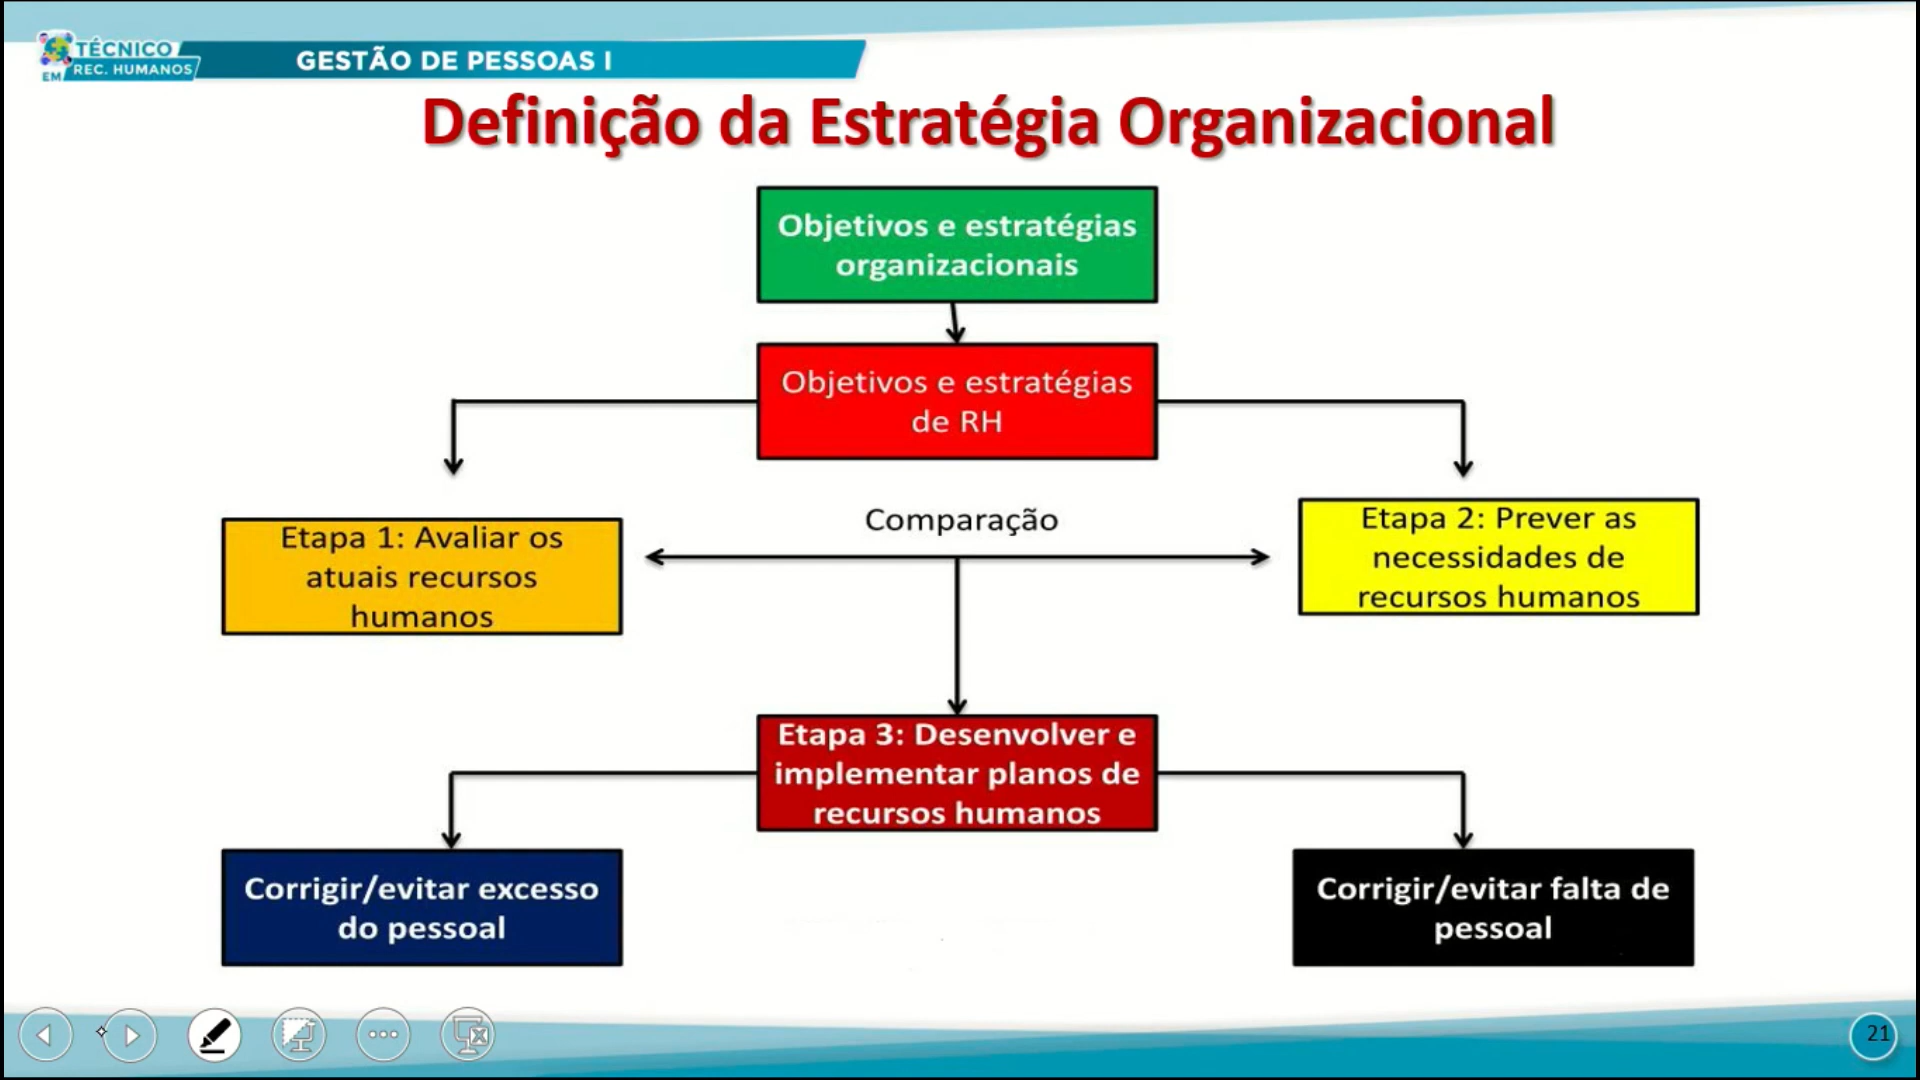 TÉCNICO
EM REC. HUMANOS
GESTÃO DE PESSOAS I
Definição da Estratégia Organizacional
Objetivos e estratégias
organizacionais
Objetivos e estratégias
de RH
Etapa 1: Avaliar os
atuais recursos
humanos
Comparação
Etapa 2: Prever as
necessidades de
recursos humanos
Etapa 3: Desenvolver e
implementar planos de
recursos humanos
Corrigir/evitar excesso
do pessoal
Corrigir/evitar falta de
pessoal
21